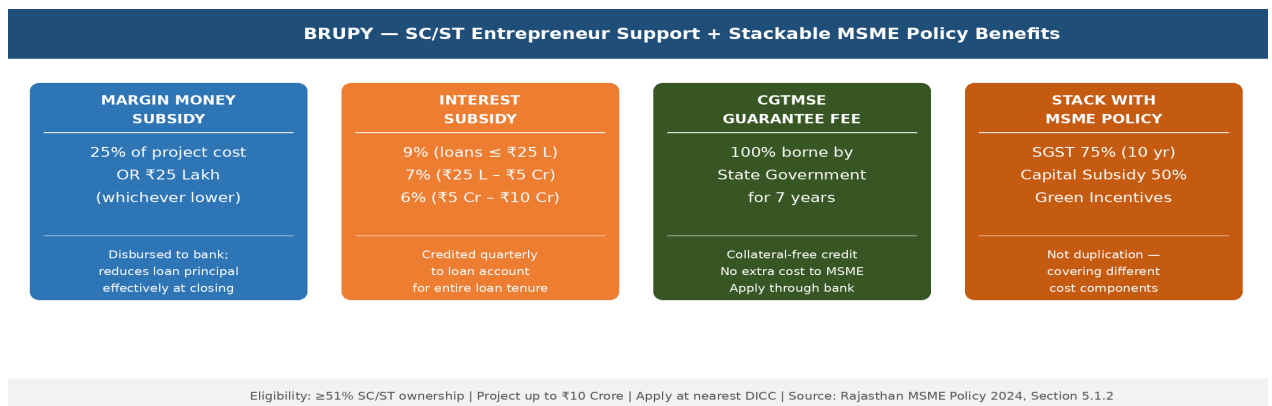 BRUPY — SC/ST Entrepreneur Support + Stackable MSME Policy Benefits
MARGIN MONEY
SUBSIDY
25% of project cost
OR ₹25 Lakh
(whichever lower)
Disbursed to bank;
reduces loan principal
effectively at closing
INTEREST
SUBSIDY
9% (loans ≤ ₹25 L)
7% (₹25 L – ₹5 Cr)
6% (₹5 Cr – ₹10 Cr)
Credited quarterly
to loan account
for entire loan tenure
CGTMSE
GUARANTEE FEE
100% borne by
State Government
for 7 years
Collateral-free credit
No extra cost to MSME
Apply through bank
STACK WITH
MSME POLICY
SGST 75% (10 yr)
Capital Subsidy 50%
Green Incentives
Not duplication —
covering different
cost components
Eligibility: ≥51% SC/ST ownership | Project up to ₹10 Crore | Apply at nearest DICC | Source: Rajasthan MSME Policy 2024, Section 5.1.2